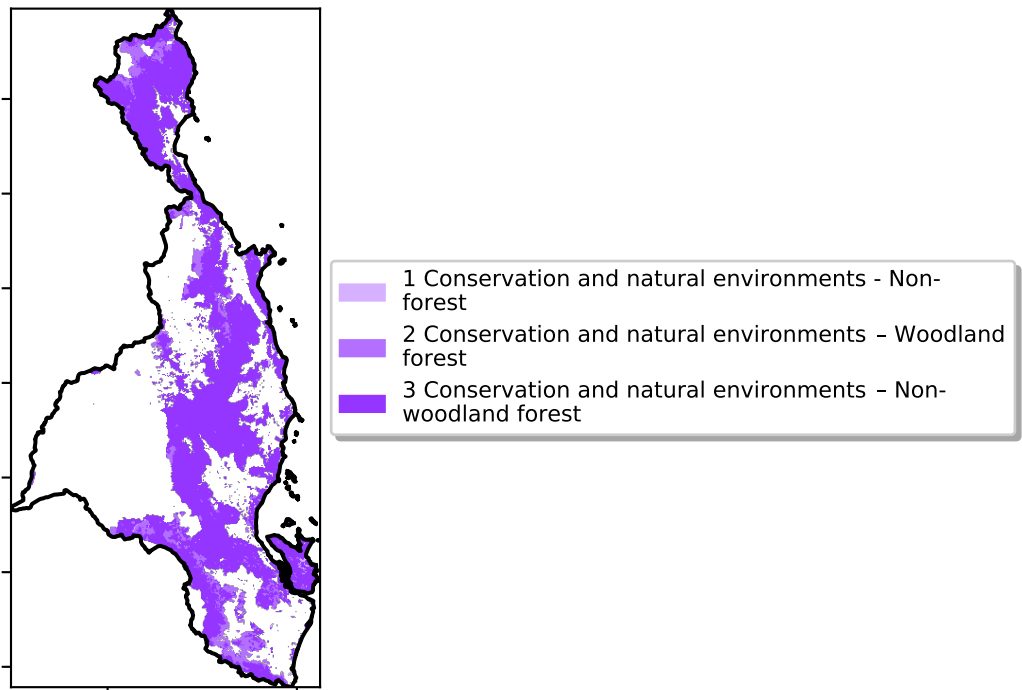 1 Conservation and natural environments - Non-
forest
2 Conservation and natural environments – Woodland
forest
3 Conservation and natural environments – Non-
woodland forest